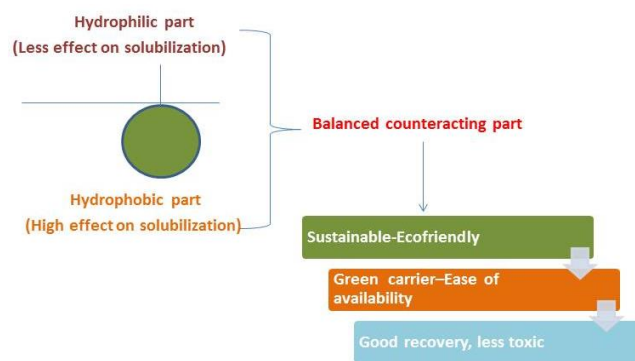 Hydrophilic part
(Less effect on solubilization)
Balanced counteracting part
Hydrophobic part
(High effect on solubilization)
Sustainable-Ecofriendly
Green carrier–Ease of
availability
Good recovery, less toxic